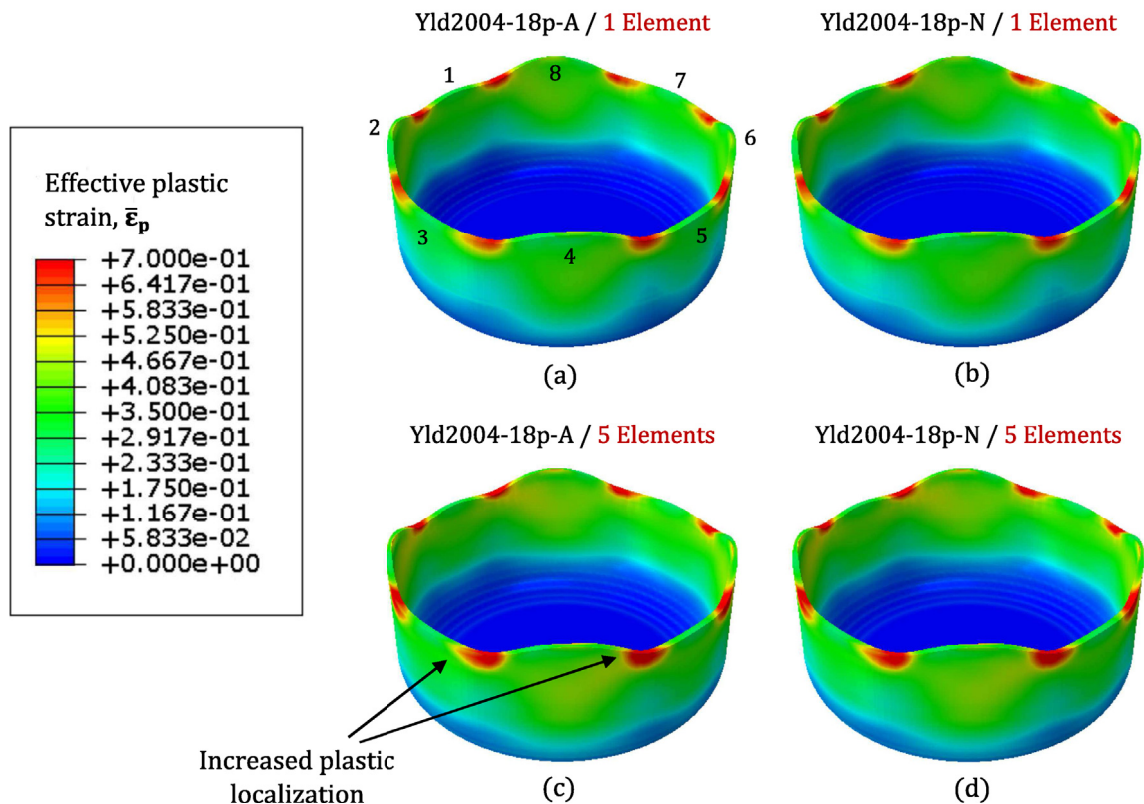 Yld2004-18p-A / 1 Element
Yld2004-18p-N / 1 Element
1
8
7
2
6
3
4
5
(a)
(b)
Effective plastic
strain, ε̄p
+7.000e-01
+6.417e-01
+5.833e-01
+5.250e-01
+4.667e-01
+4.083e-01
+3.500e-01
+2.917e-01
+2.333e-01
+1.750e-01
+1.167e-01
+5.833e-02
+0.000e+00
Yld2004-18p-A / 5 Elements
Yld2004-18p-N / 5 Elements
Increased plastic
localization
(c)
(d)